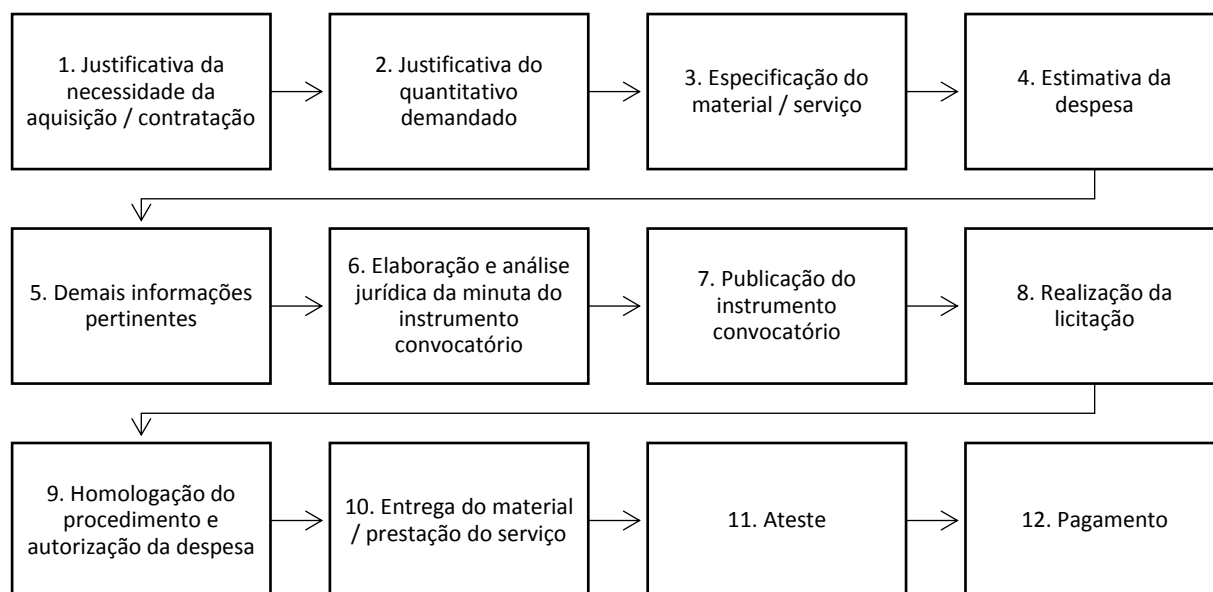 1. Justificativa da
necessidade da
aquisição / contratação
2. Justificativa do
quantitativo
demandado
3. Especificação do
material / serviço
4. Estimativa da
despesa
5. Demais informações
pertinentes
6. Elaboração e análise
jurídica da minuta do
instrumento
convocatório
7. Publicação do
instrumento
convocatório
8. Realização da
licitação
9. Homologação do
procedimento e
autorização da despesa
10. Entrega do material
/ prestação do serviço
11. Ateste
12. Pagamento